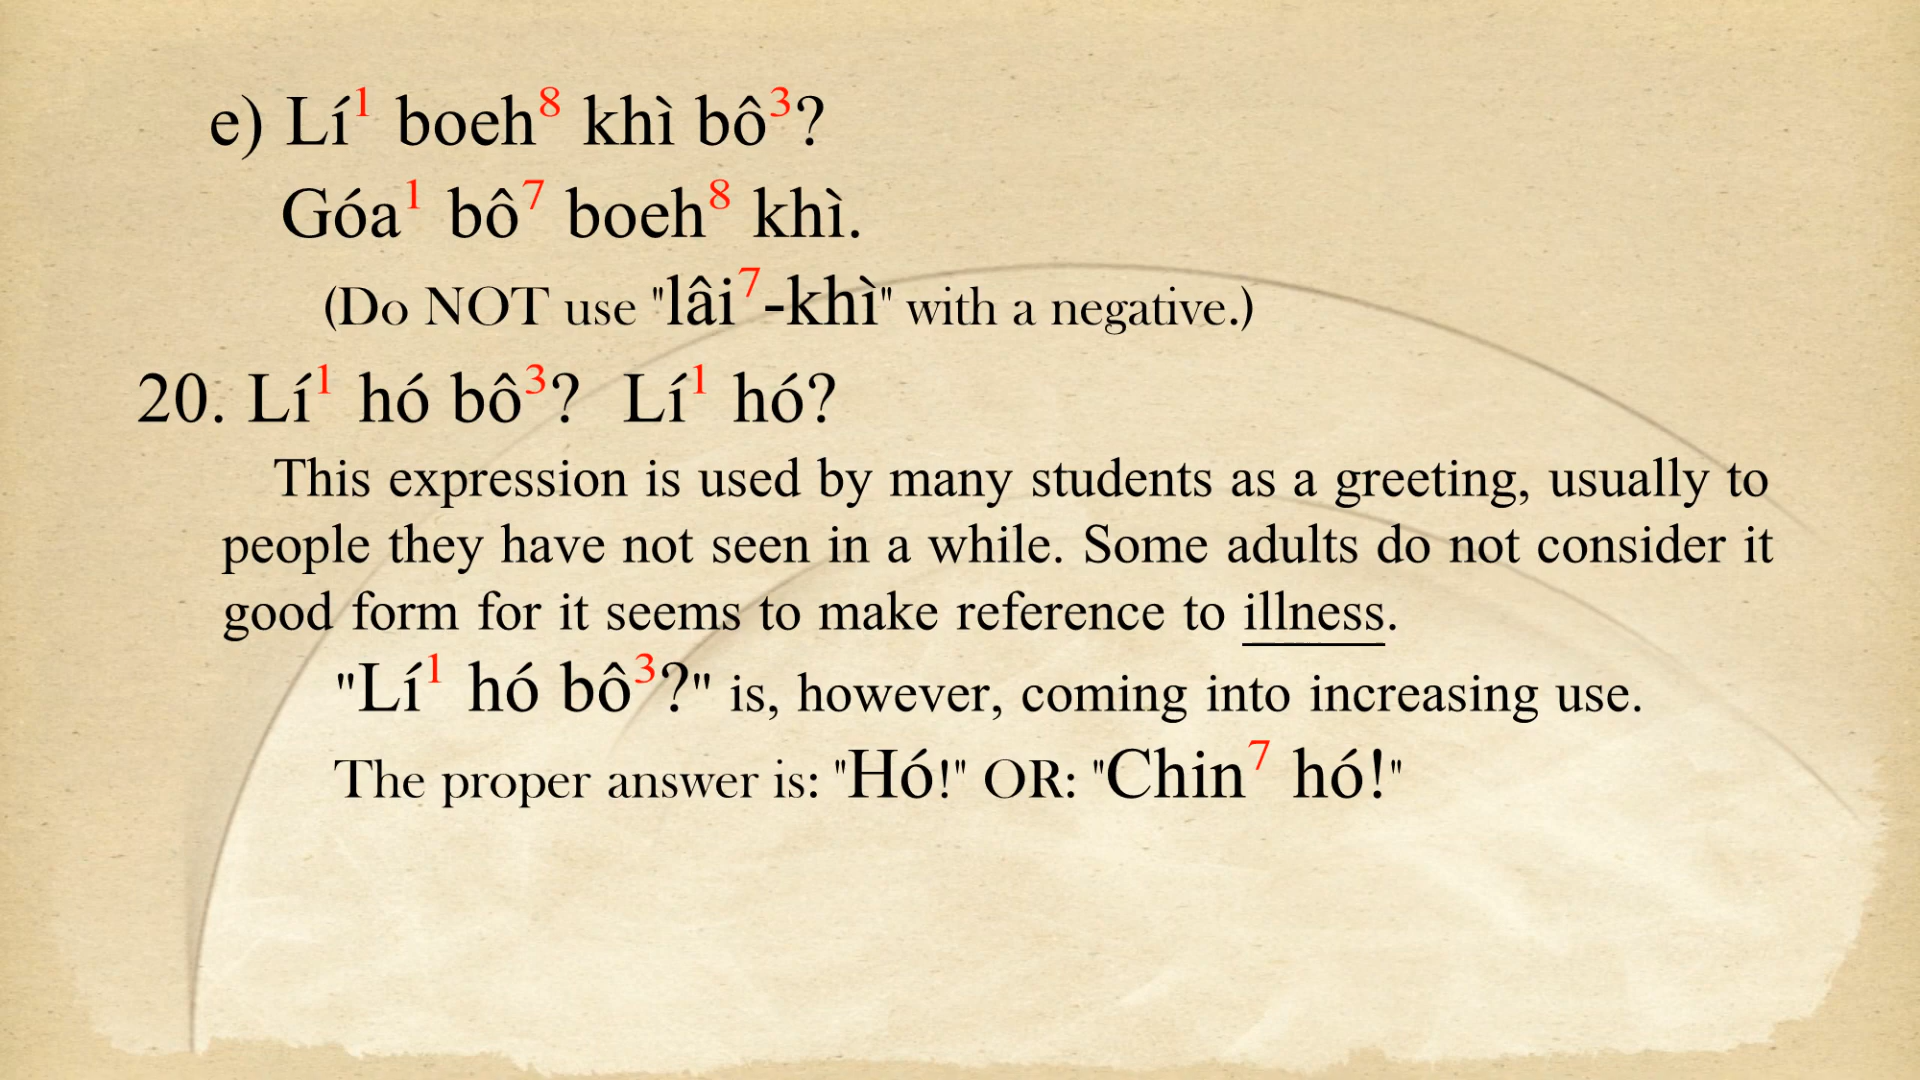 e) Lí¹ boeh⁸ khì bô³?
Góa¹ bô⁷ boeh⁸ khì.
(Do NOT use "lâi⁷-khì" with a negative.)
20. Lí¹ hó bô³? Lí¹ hó?
This expression is used by many students as a greeting, usually to
people they have not seen in a while. Some adults do not consider it
good form for it seems to make reference to illness.
"Lí¹ hó bô³?" is, however, coming into increasing use.
The proper answer is: "Hó!" OR: "Chin⁷ hó!"